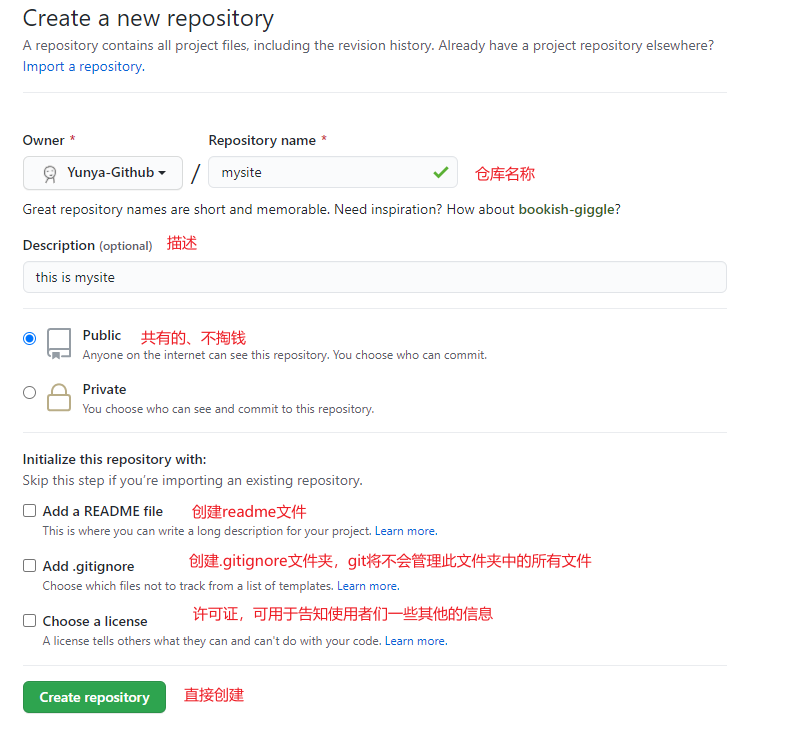 Create a new repository
A repository contains all project files, including the revision history. Already have a project repository elsewhere?
Import a repository.
Owner * Repository name *
Yunya-Github / mysite 仓库名称
Great repository names are short and memorable. Need inspiration? How about bookish-giggle?
Description (optional) 描述
this is mysite
Public 共有的、不掏钱
Anyone on the internet can see this repository. You choose who can commit.
Private
You choose who can see and commit to this repository.
Initialize this repository with:
Skip this step if you're importing an existing repository.
Add a README file 创建readme文件
This is where you can write a long description for your project. Learn more.
Add .gitignore 创建.gitignore文件夹，git将不会管理此文件夹中的所有文件
Choose which files not to track from a list of templates. Learn more.
Choose a license 许可证，可用于告知使用者们一些其他的信息
A license tells others what they can and can't do with your code. Learn more.
Create repository 直接创建